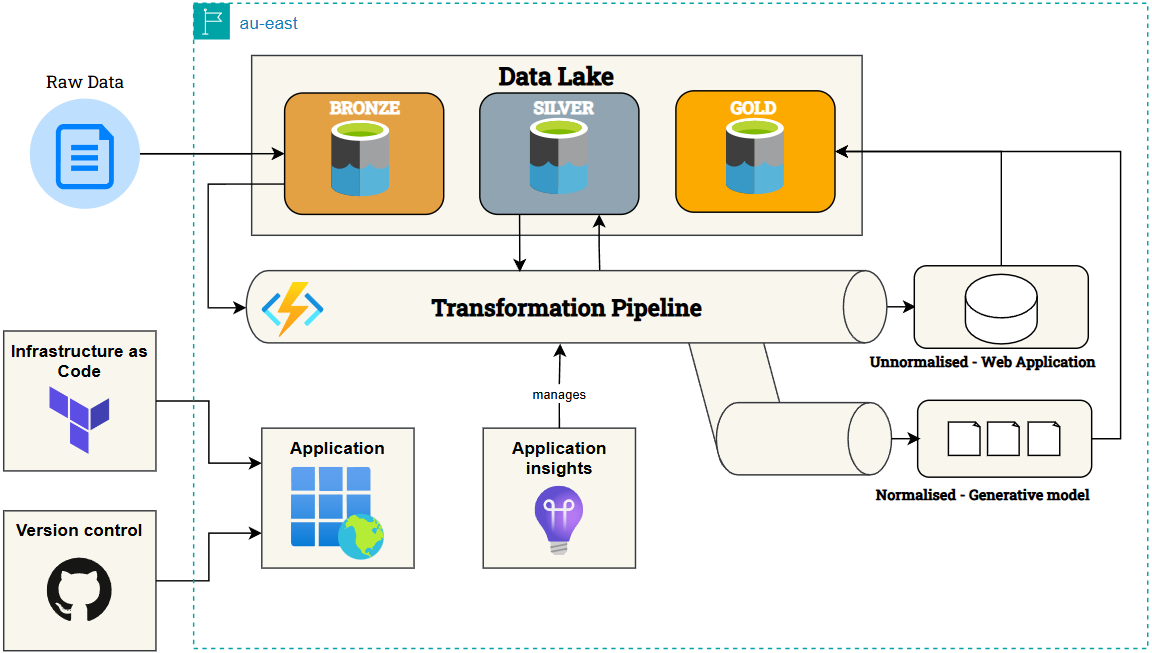 au-east
Raw Data
Data Lake
BRONZE
SILVER
GOLD
Transformation Pipeline
Unnormalised - Web Application
Infrastructure as
Code
manages
Application
Application
insights
Normalised - Generative model
Version control